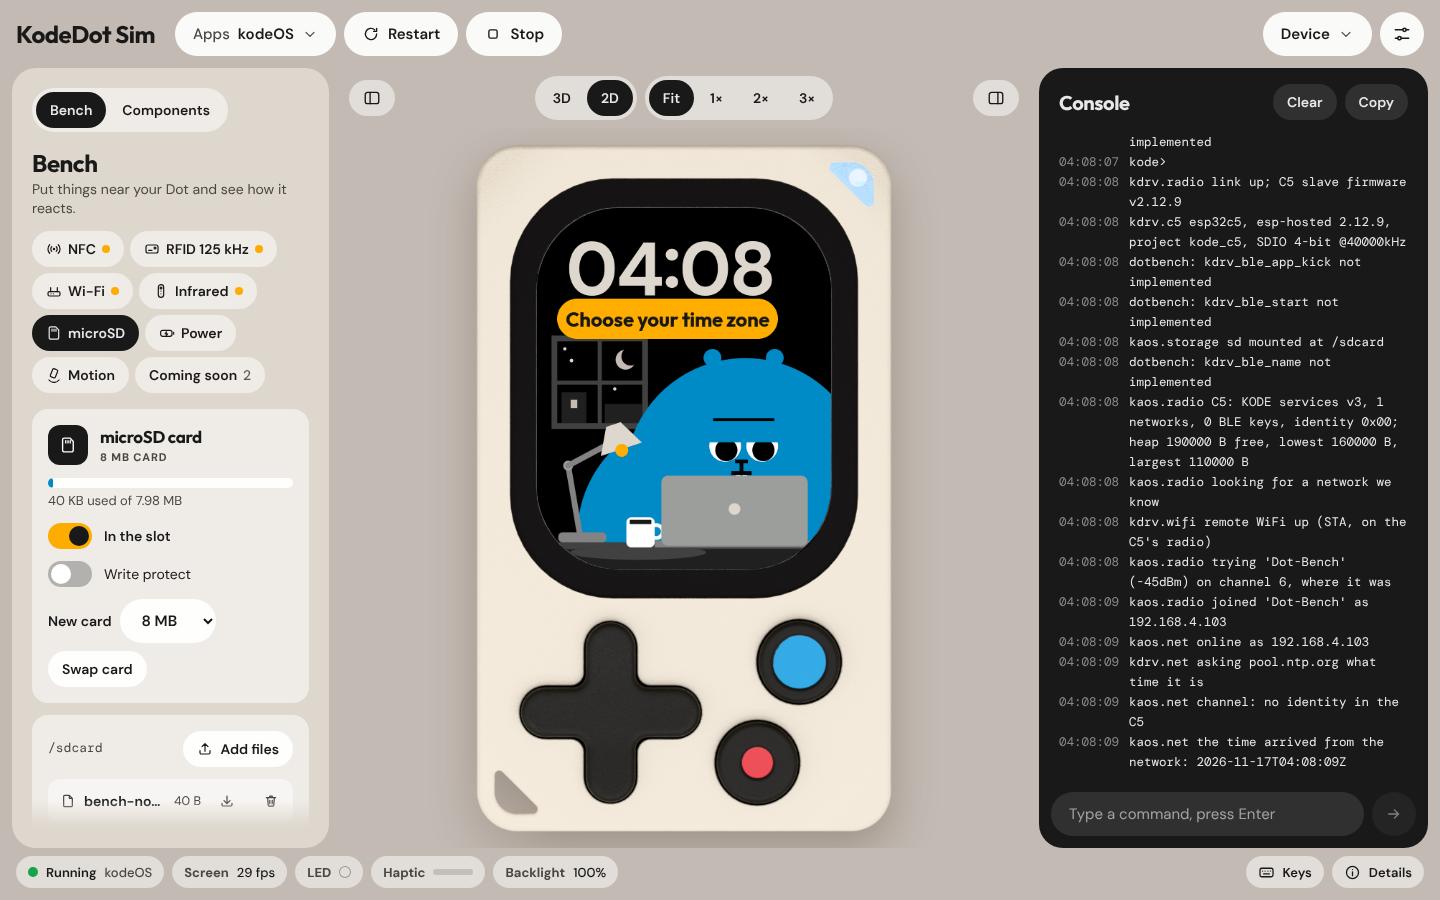 KodeDot Sim
Apps kodeOS
Restart
Stop
Device
Bench
Components
Bench
Put things near your Dot and see how it
reacts.
NFC
RFID 125 kHz
Wi-Fi
Infrared
microSD
Power
Motion
Coming soon 2
microSD card
8 MB CARD
40 KB used of 7.98 MB
In the slot
Write protect
New card 8 MB
Swap card
/sdcard
Add files
bench-no... 40 B
3D
2D
Fit
1×
2×
3×
04:08
Choose your time zone
Console
Clear
Copy
implemented
04:08:07 kode>
04:08:08 kdrv.radio link up; C5 slave firmware
v2.12.9
04:08:08 kdrv.c5 esp32c5, esp-hosted 2.12.9,
project kode_c5, SDIO 4-bit @40000kHz
04:08:08 dotbench: kdrv_ble_app_kick not
implemented
04:08:08 dotbench: kdrv_ble_start not
implemented
04:08:08 kaos.storage sd mounted at /sdcard
04:08:08 dotbench: kdrv_ble_name not
implemented
04:08:08 kaos.radio C5: KODE services v3, 1
networks, 0 BLE keys, identity 0x00;
heap 190000 B free, lowest 160000 B,
largest 110000 B
04:08:08 kaos.radio looking for a network we
know
04:08:08 kdrv.wifi remote WiFi up (STA, on the
C5's radio)
04:08:08 kaos.radio trying 'Dot-Bench'
(-45dBm) on channel 6, where it was
04:08:09 kaos.radio joined 'Dot-Bench' as
192.168.4.103
04:08:09 kaos.net online as 192.168.4.103
04:08:09 kdrv.net asking pool.ntp.org what
time it is
04:08:09 kaos.net channel: no identity in the
C5
04:08:09 kaos.net the time arrived from the
network: 2026-11-17T04:08:09Z
Type a command, press Enter
Running kodeOS
Screen 29 fps
LED
Haptic
Backlight 100%
Keys
Details